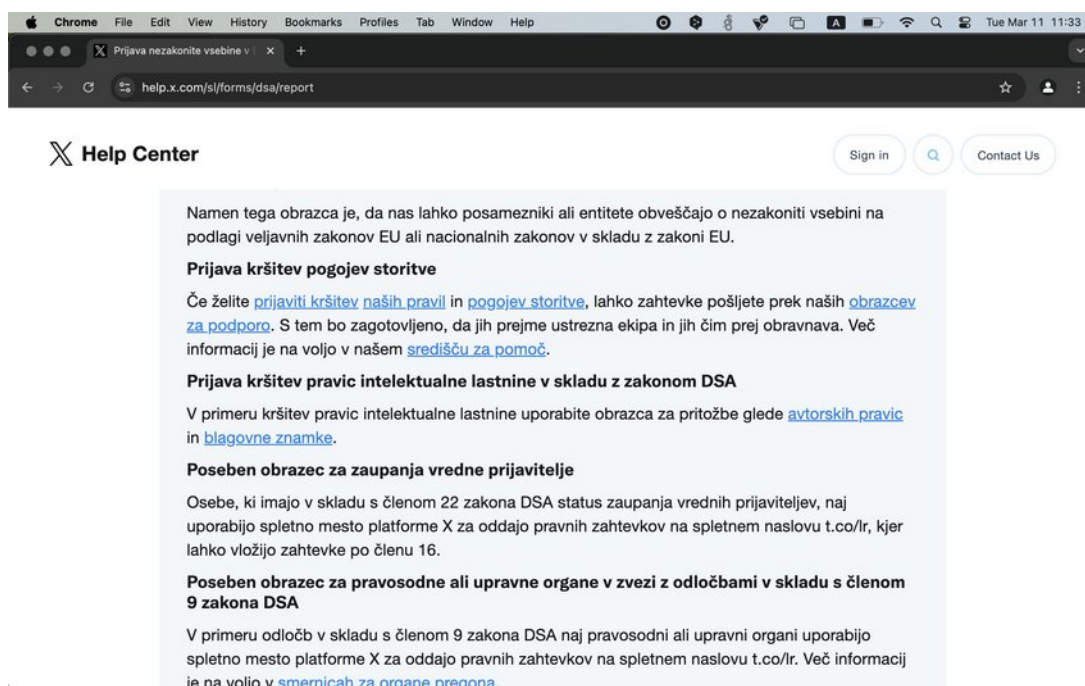 Chrome File Edit View History Bookmarks Profiles Tab Window Help A Tue Mar 11 11:33
Prijava nezakonite vsebine v
help.x.com/sl/forms/dsa/report
X Help Center Sign in Contact Us
Namen tega obrazca je, da nas lahko posamezniki ali entitete obveščajo o nezakoniti vsebini na
podlagi veljavnih zakonov EU ali nacionalnih zakonov v skladu z zakoni EU.
Prijava kršitev pogojev storitve
Če želite prijaviti kršitev naših pravil in pogojev storitve, lahko zahtevke pošljete prek naših obrazcev
za podporo. S tem bo zagotovljeno, da jih prejme ustrezna ekipa in jih čim prej obravnava. Več
informacij je na voljo v našem središču za pomoč.
Prijava kršitev pravic intelektualne lastnine v skladu z zakonom DSA
V primeru kršitev pravic intelektualne lastnine uporabite obrazca za pritožbe glede avtorskih pravic
in blagovne znamke.
Poseben obrazec za zaupanja vredne prijavitelje
Osebe, ki imajo v skladu s členom 22 zakona DSA status zaupanja vrednih prijaviteljev, naj
uporabijo spletno mesto platforme X za oddajo pravnih zahtevkov na spletnem naslovu t.co/lr, kjer
lahko vložijo zahtevke po členu 16.
Poseben obrazec za pravosodne ali upravne organe v zvezi z odločbami v skladu s členom
9 zakona DSA
V primeru odločb v skladu s členom 9 zakona DSA naj pravosodni ali upravni organi uporabijo
spletno mesto platforme X za oddajo pravnih zahtevkov na spletnem naslovu t.co/lr. Več informacij
je na voljo v smernicah za organe pregona.